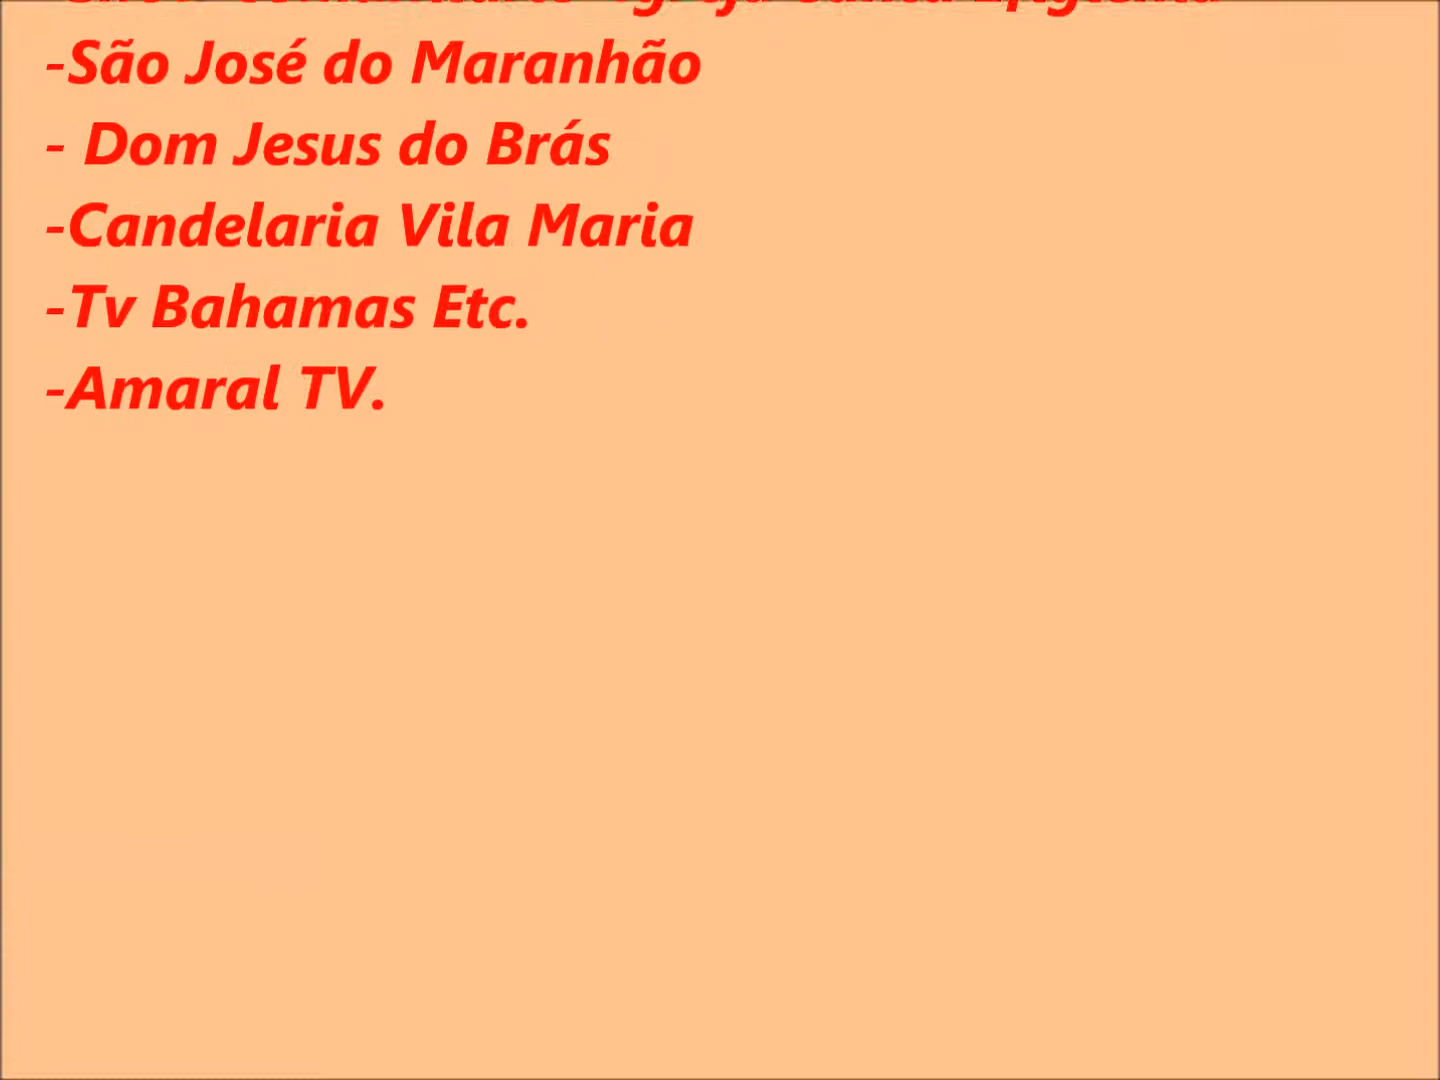 -São José do Maranhão
- Dom Jesus do Brás
-Candelaria Vila Maria
-Tv Bahamas Etc.
-Amaral TV.